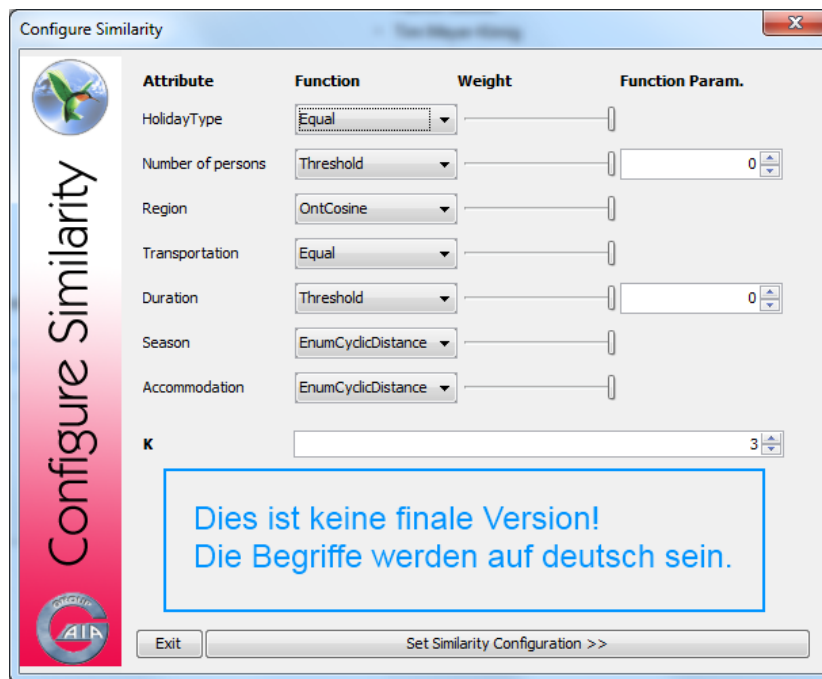 Configure Similarity
Attribute Function Weight Function Param.
HolidayType Equal
Number of persons Threshold 0
Region OntCosine
Transportation Equal
Duration Threshold 0
Season EnumCyclicDistance
Accommodation EnumCyclicDistance
K 3
Dies ist keine finale Version!
Die Begriffe werden auf deutsch sein.
Configure Similarity
GROUP
GAIA
Exit Set Similarity Configuration >>